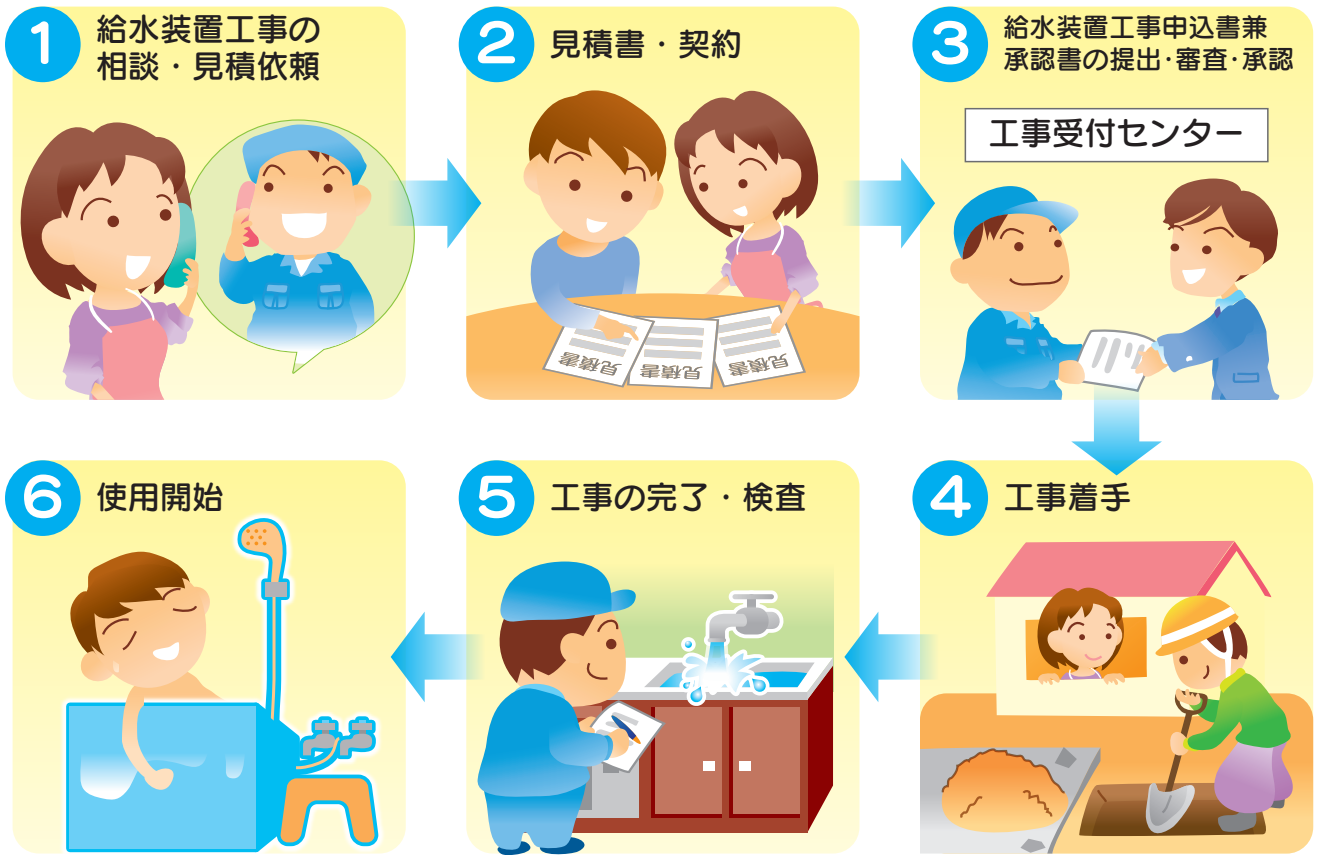 1
給水装置工事の
相談・見積依頼
2
見積書・契約
見積書
見積書
見積書
3
給水装置工事申込書兼
承認書の提出・審査・承認
工事受付センター
4
工事着手
5
工事の完了・検査
6
使用開始